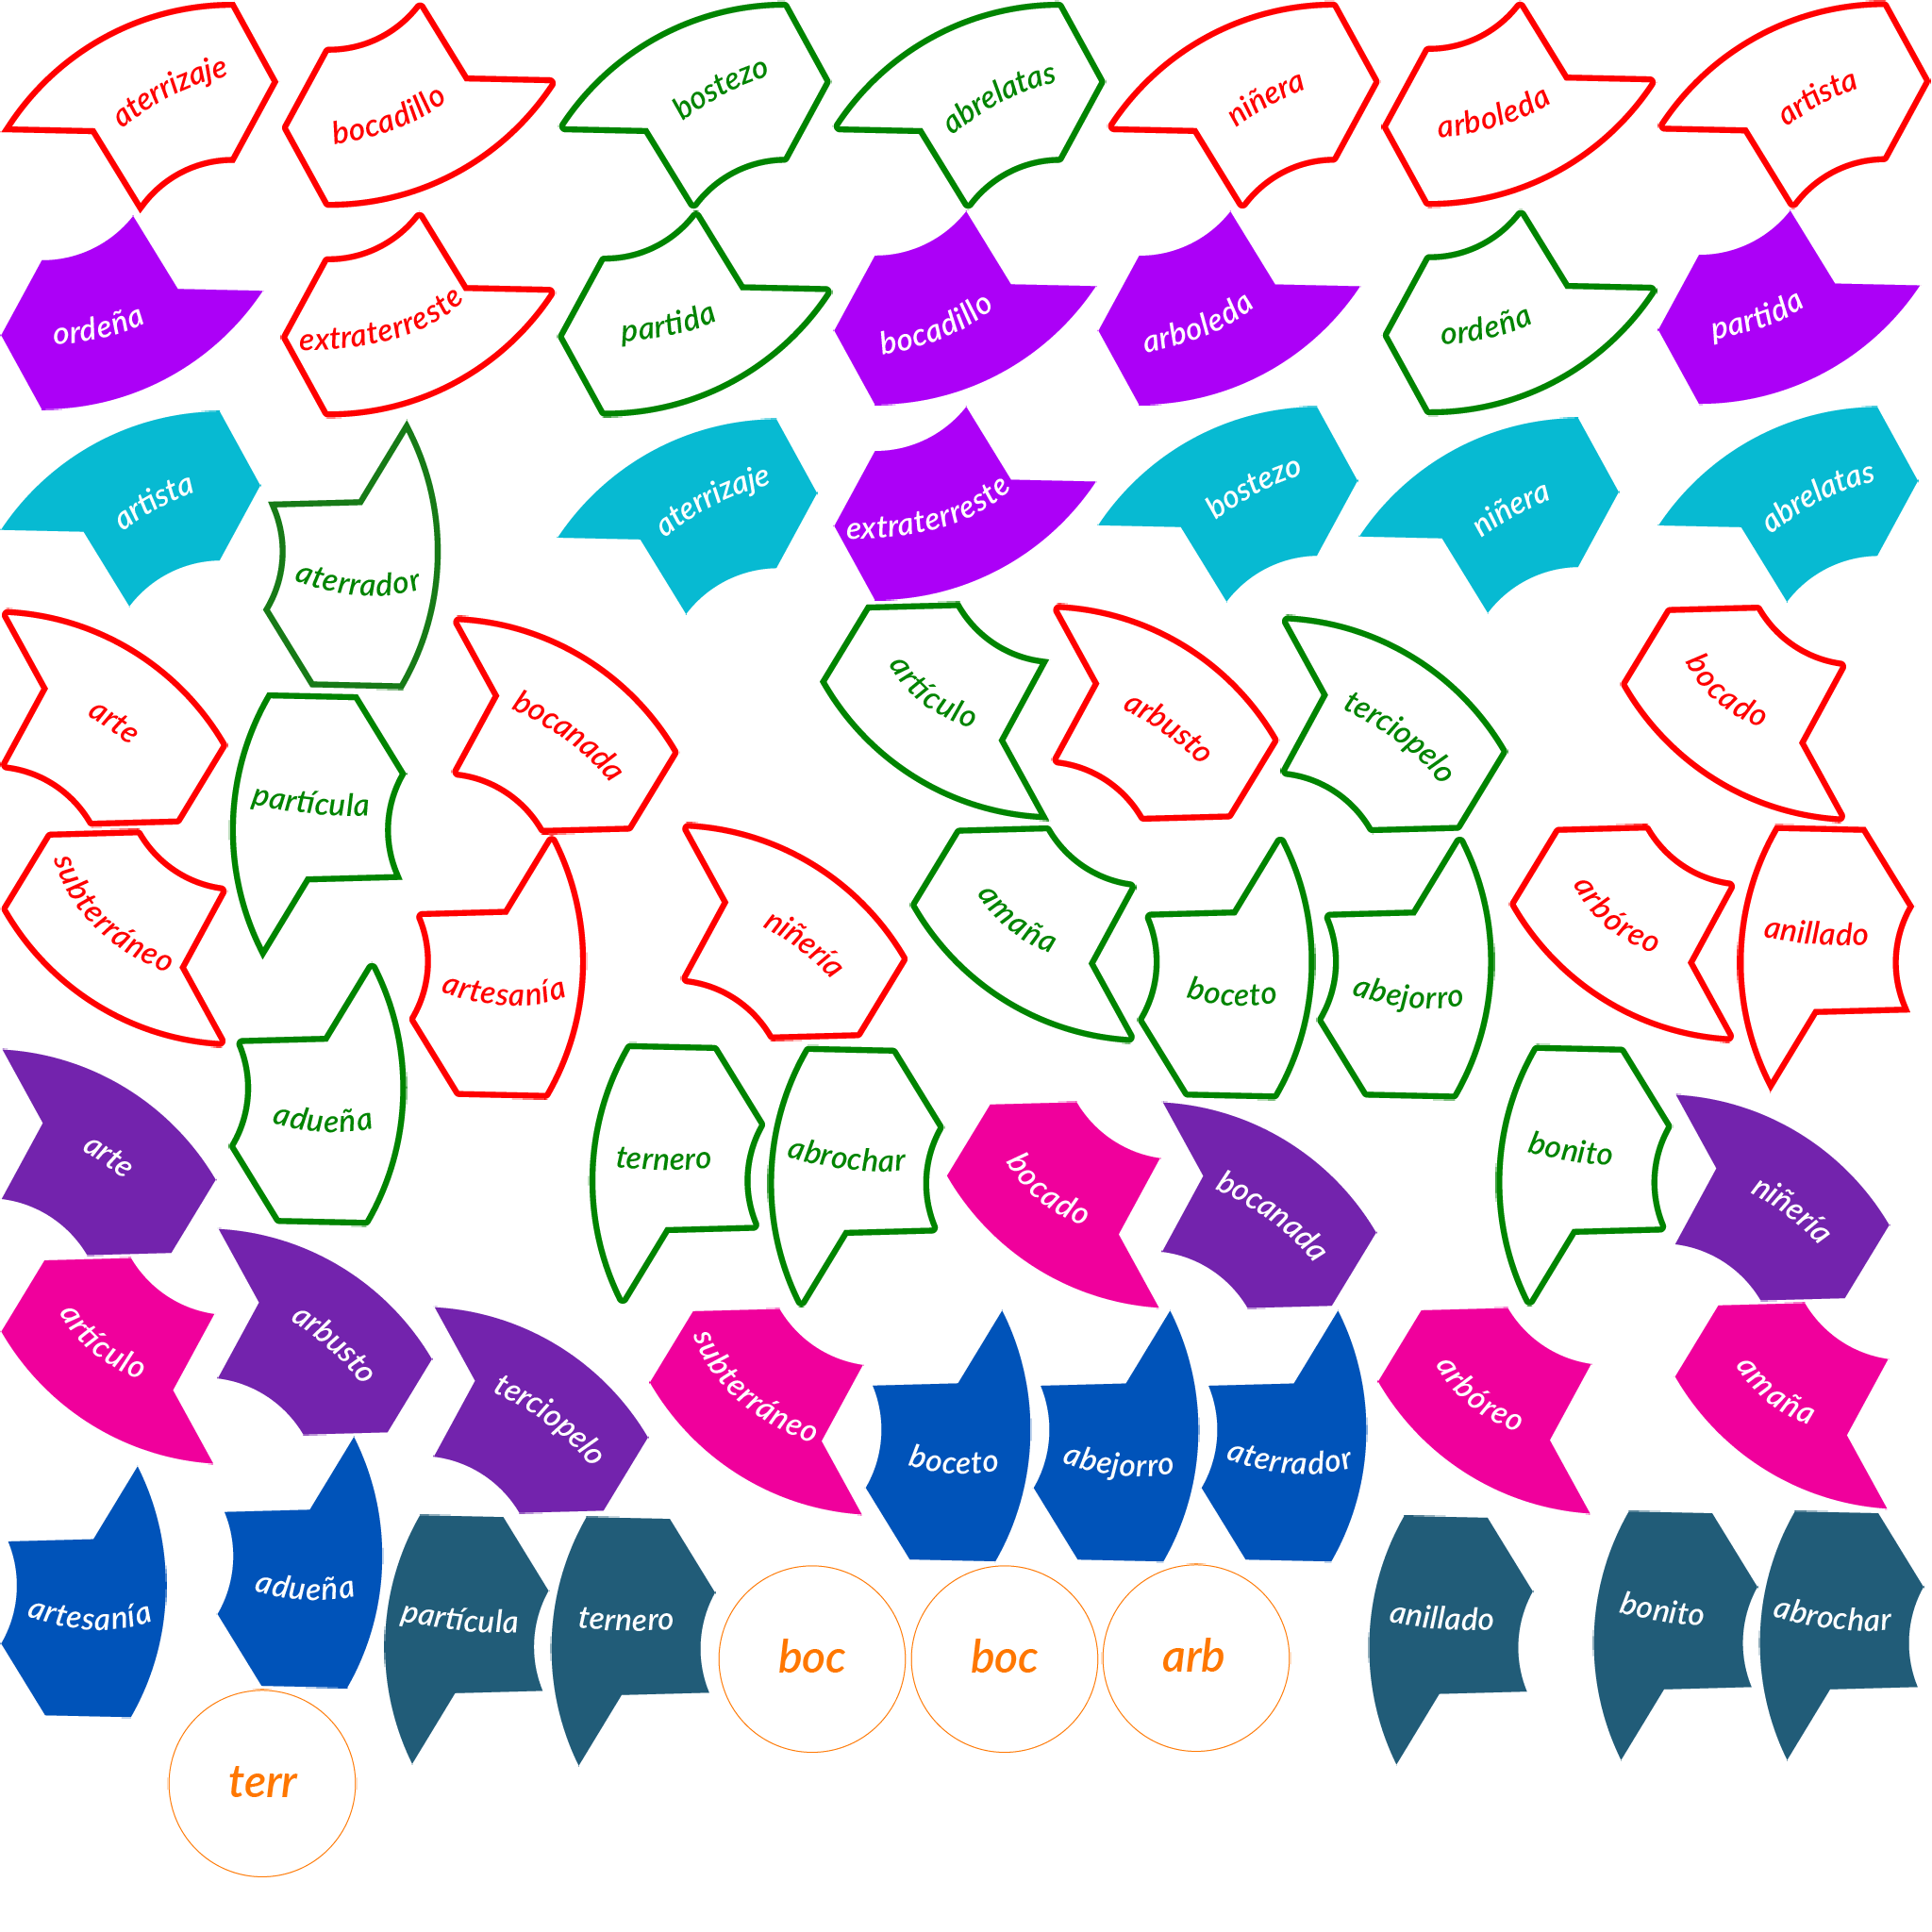 aterrizaje
bocadillo
bostezo
abrelatas
niñera
arboleda
artista
ordeña
extraterreste
partida
bocadillo
arboleda
ordeña
partida
artista
aterrador
aterrizaje
extraterreste
bostezo
niñera
abrelatas
arte
partícula
bocanada
artículo
arbusto
terciopelo
bocado
subterráneo
artesanía
niñería
amaña
boceto
abejorro
arbóreo
anillado
arte
adueña
ternero
abrochar
bocado
bocanada
bonito
niñería
artículo
arbusto
terciopelo
subterráneo
boceto
abejorro
aterrador
arbóreo
amaña
artesanía
adueña
partícula
ternero
boc
boc
arb
anillado
bonito
abrochar
terr